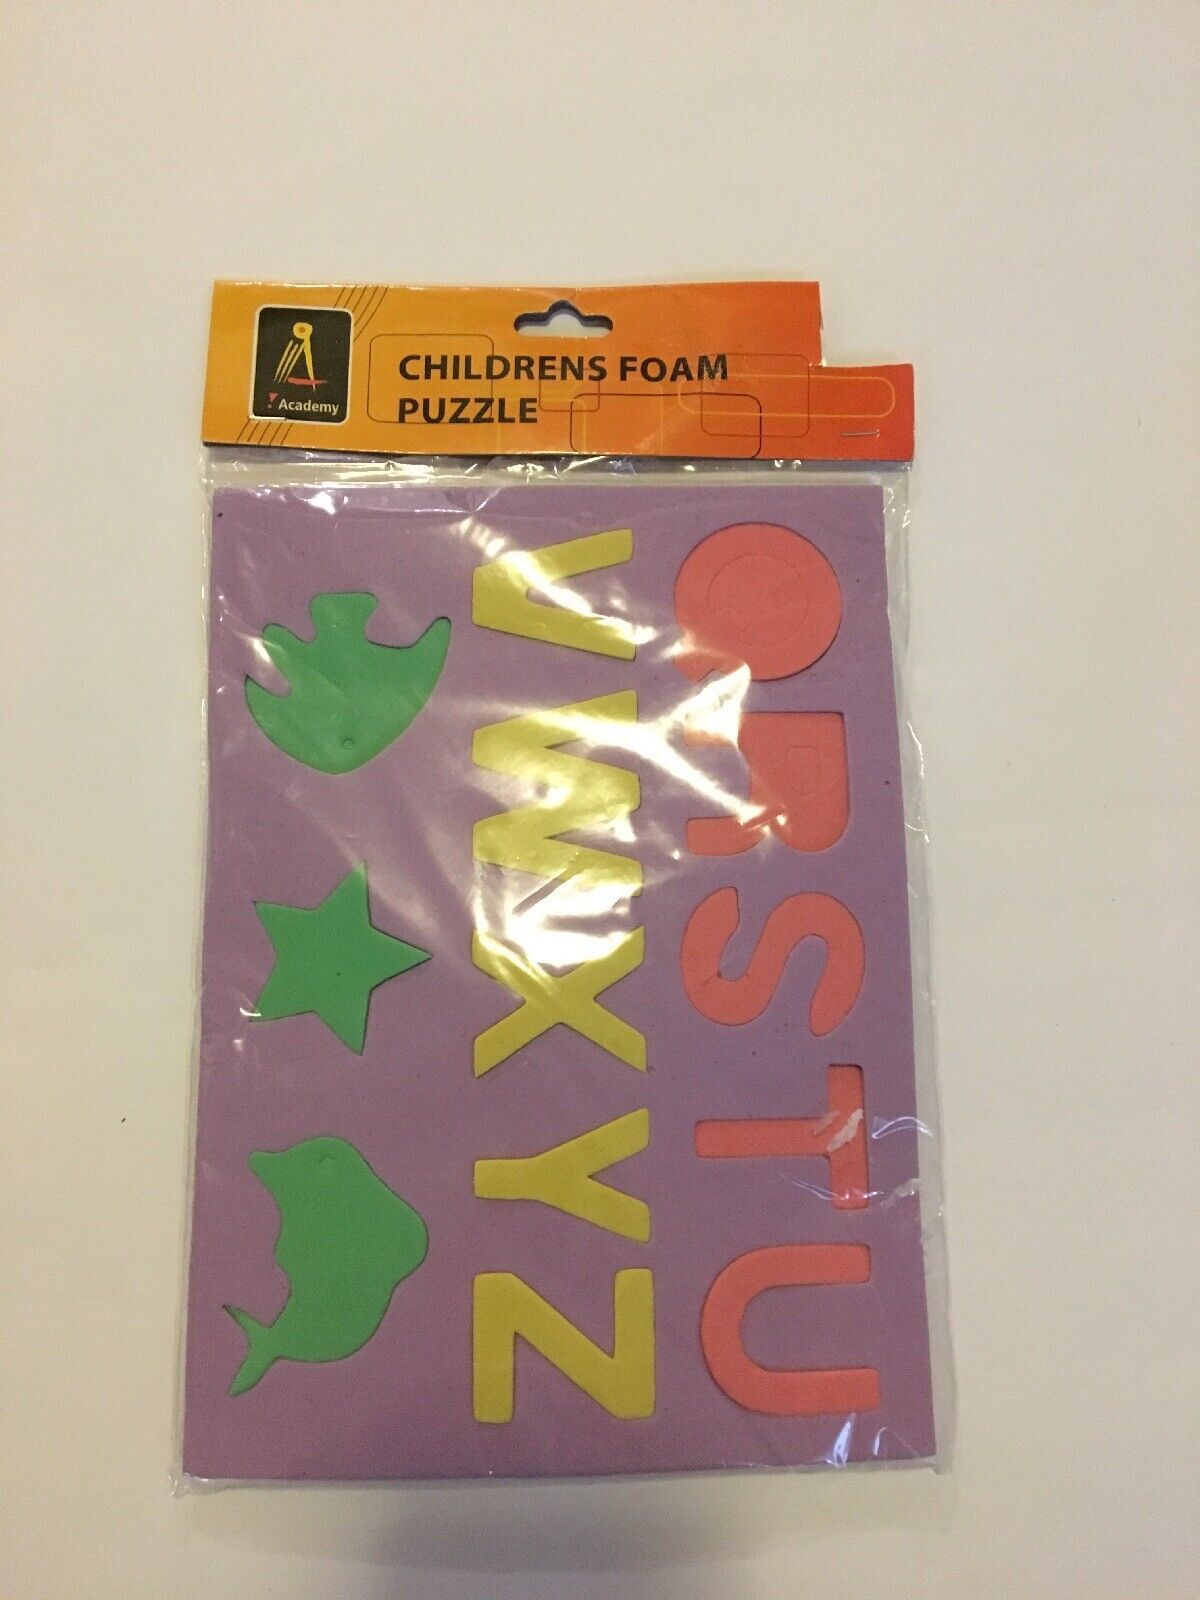 Academy
CHILDRENS FOAM
PUZZLE
QRSTU
VWXYZ